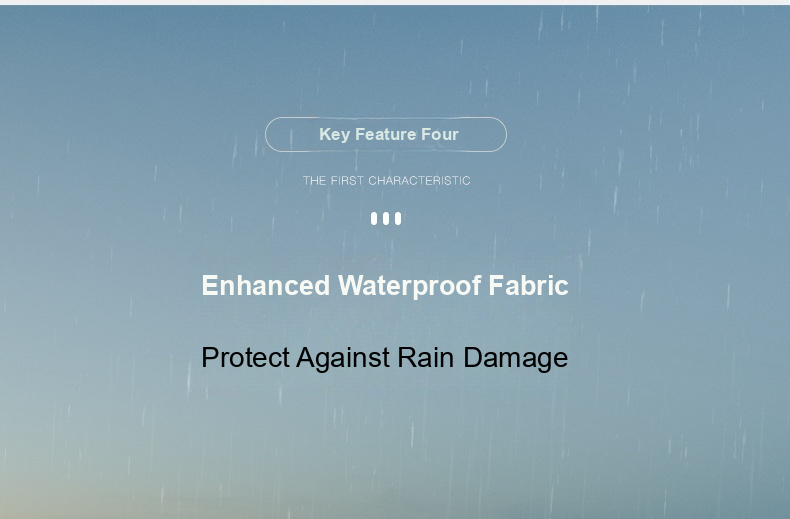 Key Feature Four
THE FIRST CHARACTERISTIC
Enhanced Waterproof Fabric
Protect Against Rain Damage